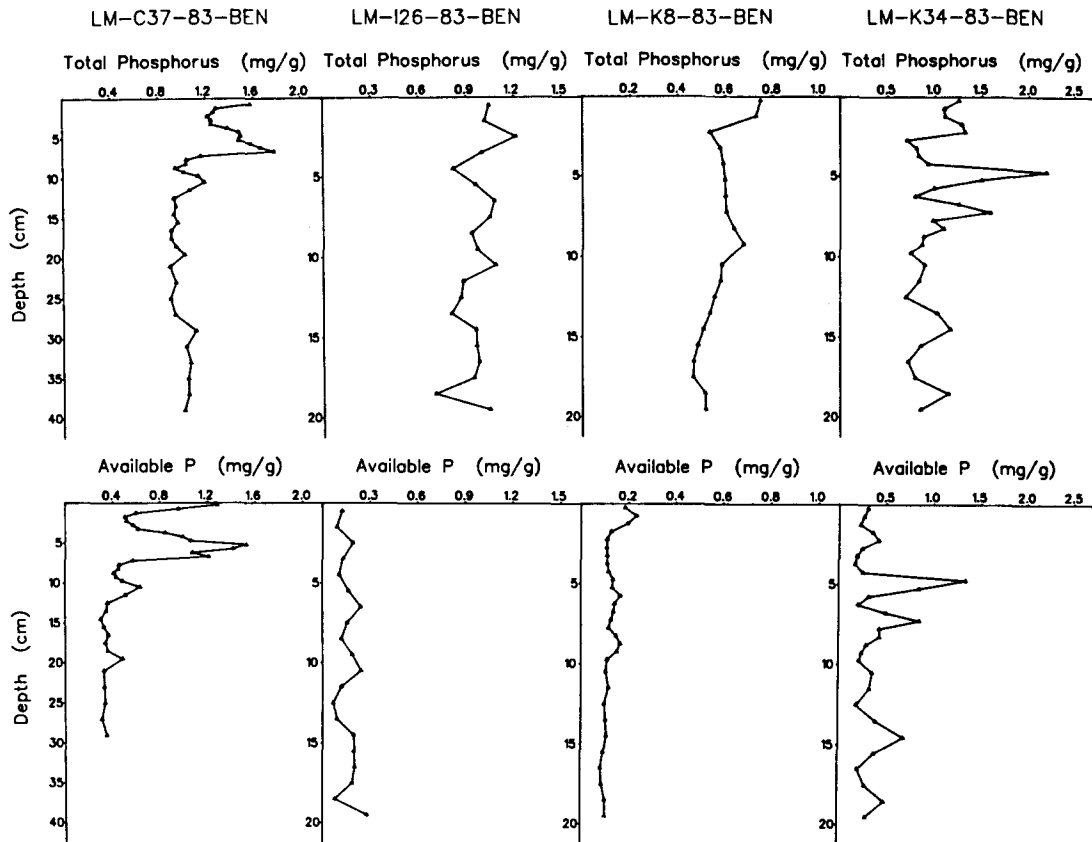 LM-C37-83-BEN LM-I26-83-BEN LM-K8-83-BEN LM-K34-83-BEN
Total Phosphorus (mg/g) Total Phosphorus (mg/g) Total Phosphorus (mg/g) Total Phosphorus (mg/g)
0.4 0.8 1.2 1.6 2.0 0.3 0.6 0.9 1.2 1.5 0.2 0.4 0.6 0.8 1.0 0.5 1.0 1.5 2.0 2.5
Depth (cm)
5 10 15 20 25 30 35 40
5 10 15 20
5 10 15 20
5 10 15 20
Available P (mg/g) Available P (mg/g) Available P (mg/g) Available P (mg/g)
0.4 0.8 1.2 1.6 2.0 0.3 0.6 0.9 1.2 1.5 0.2 0.4 0.6 0.8 1.0 0.5 1.0 1.5 2.0 2.5
Depth (cm)
5 10 15 20 25 30 35 40
5 10 15 20
5 10 15 20
5 10 15 20